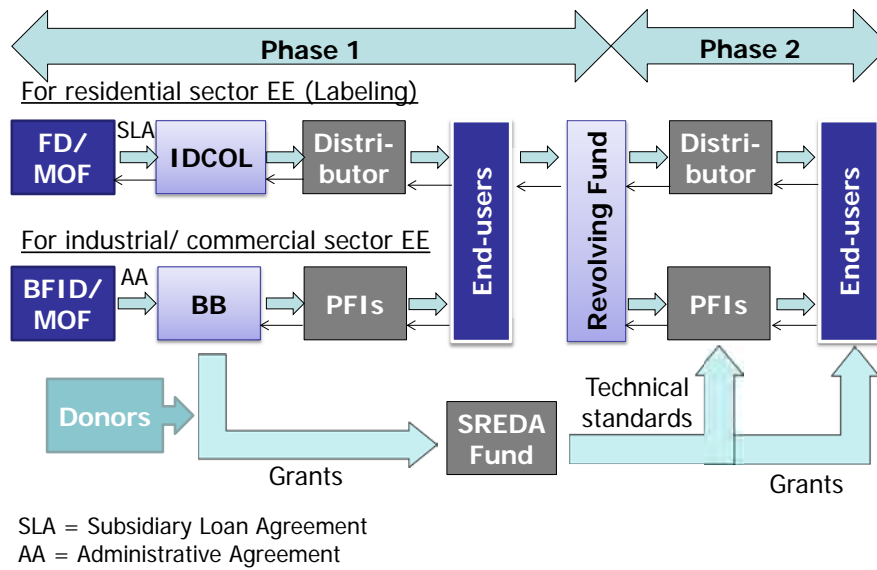 Phase 1
Phase 2
For residential sector EE (Labeling)
FD/
MOF
SLA
IDCOL
Distri-
butor
End-users
Revolving Fund
Distri-
butor
End-users
For industrial/ commercial sector EE
BFID/
MOF
AA
BB
PFIs
PFIs
Donors
Grants
SREDA
Fund
Technical
standards
Grants
SLA = Subsidiary Loan Agreement
AA = Administrative Agreement